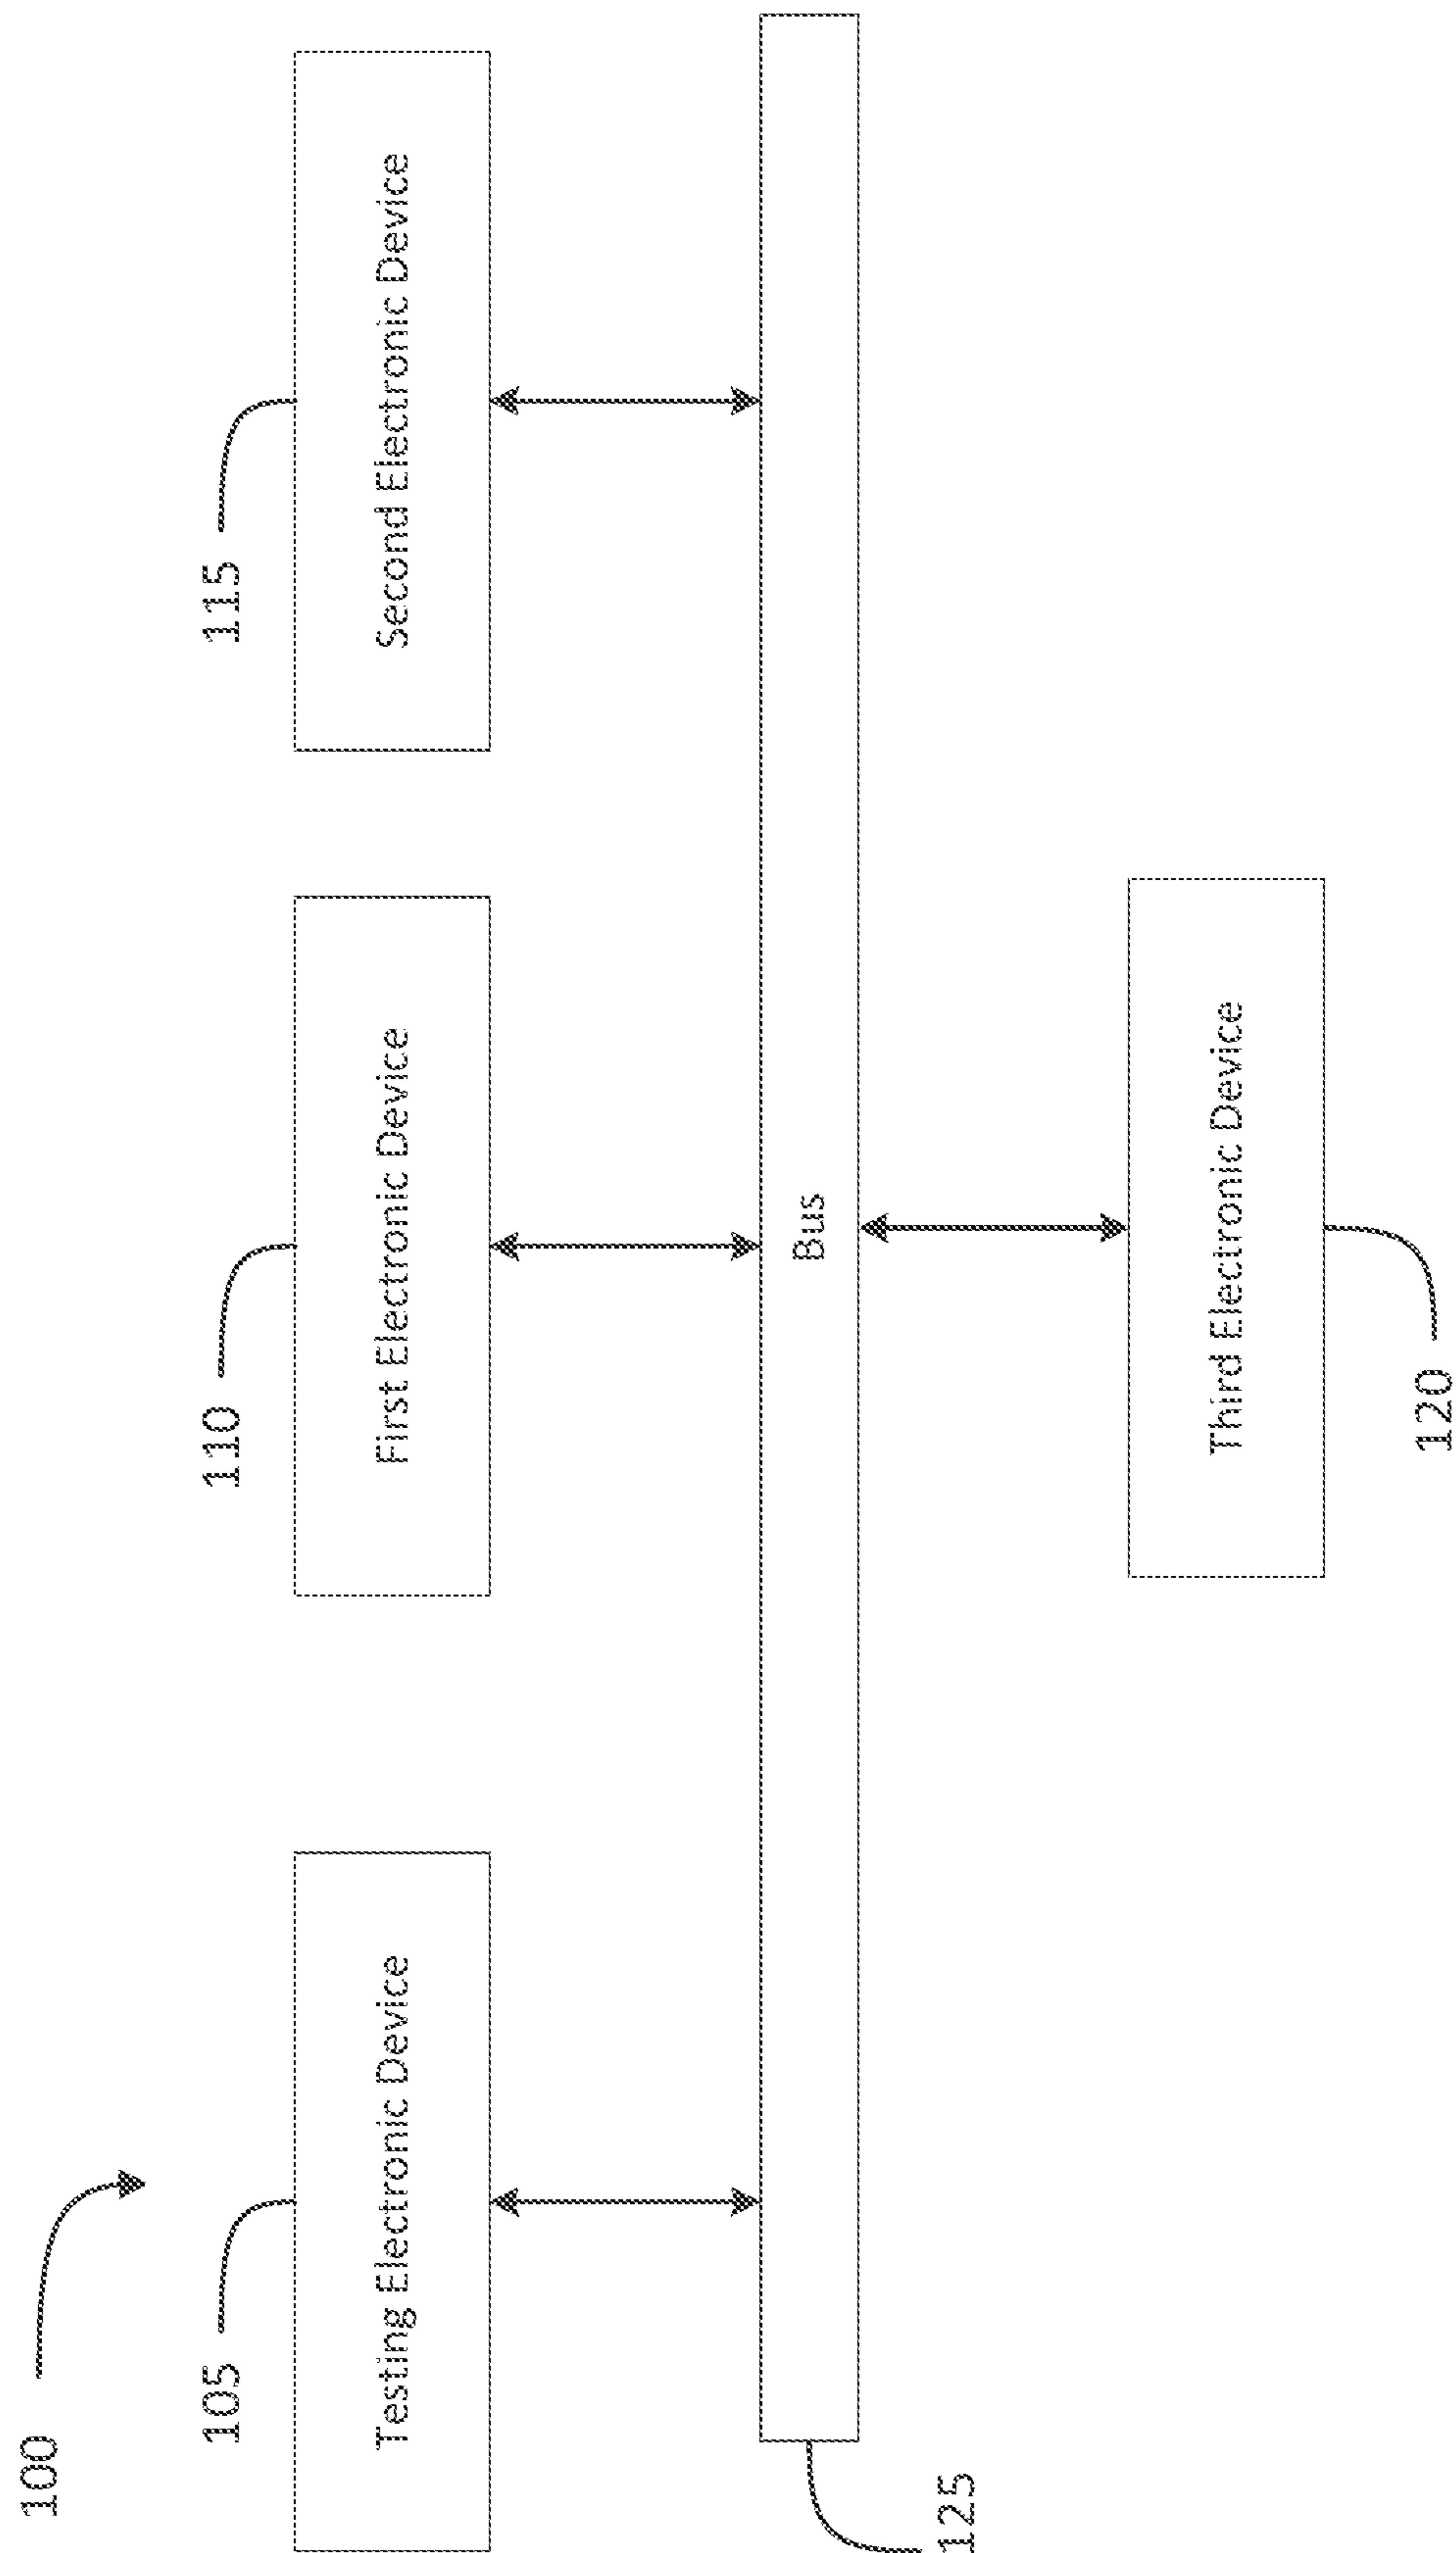 100
105
Testing Electronic Device
110
First Electronic Device
115
Second Electronic Device
125
Bus
Third Electronic Device
120